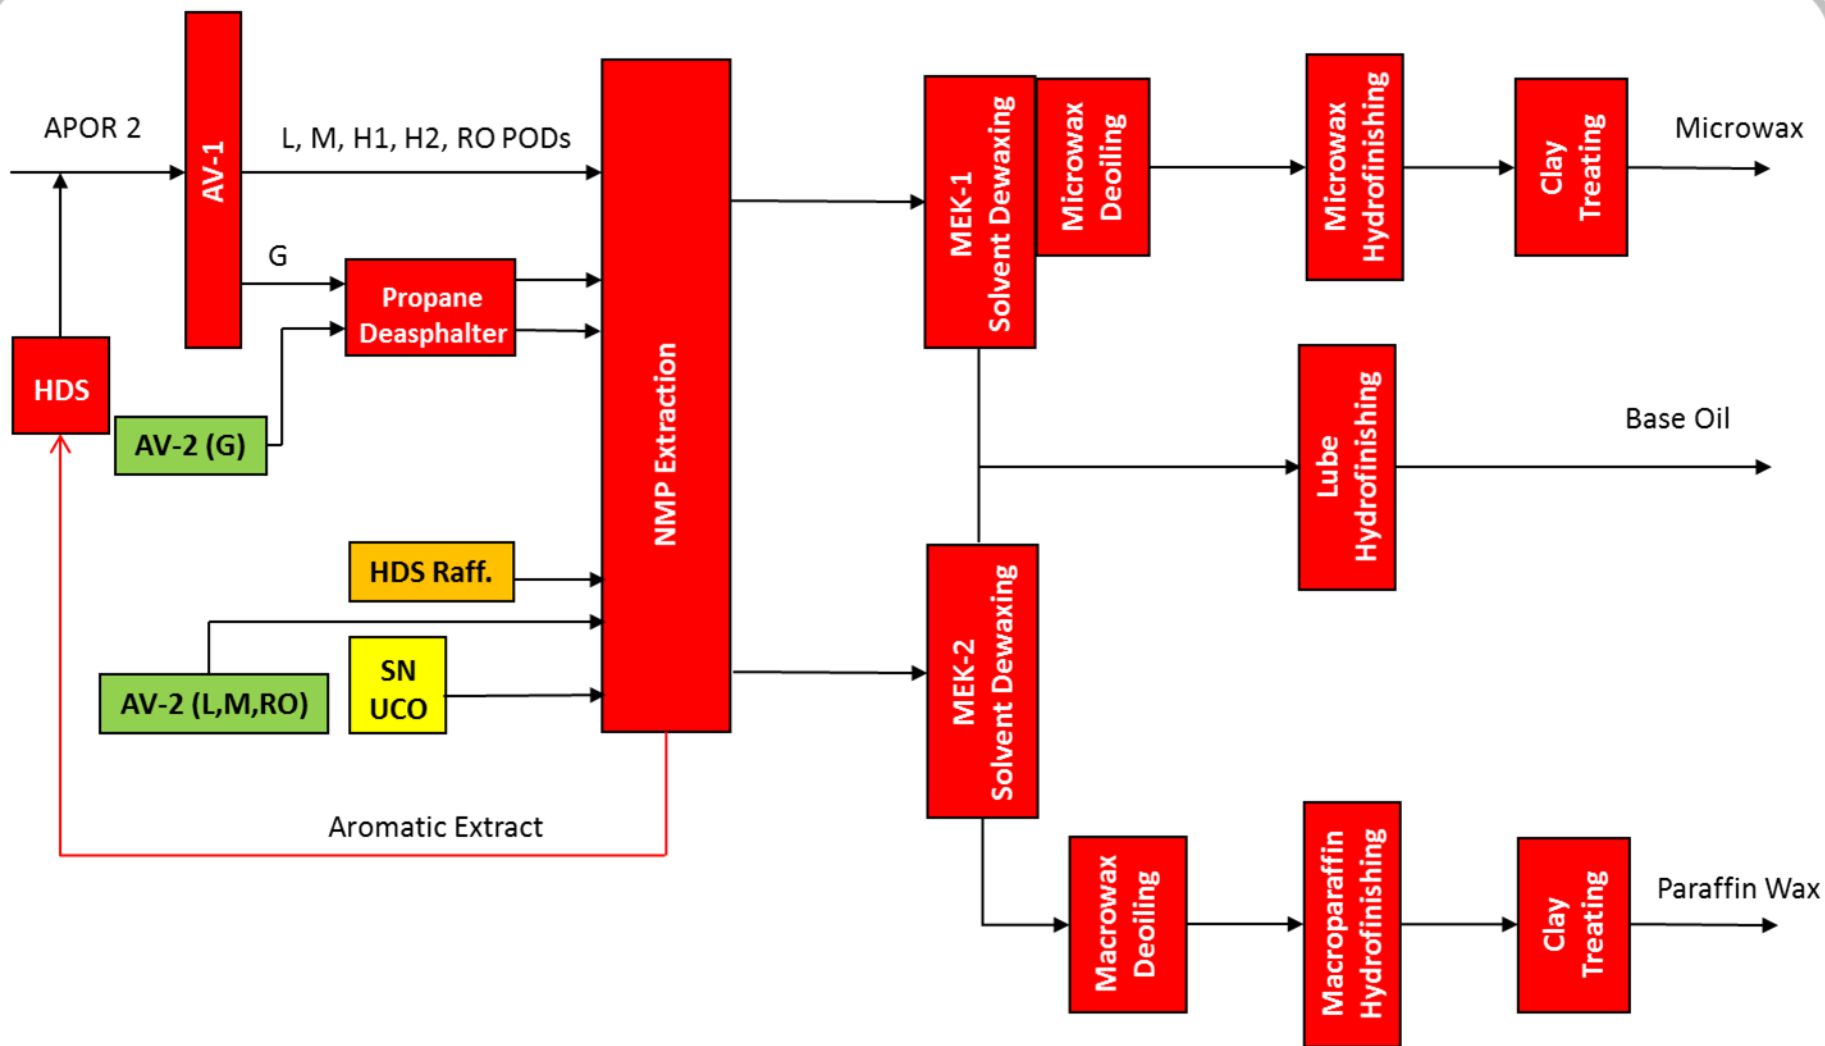 APOR 2
AV-1
L, M, H1, H2, RO PODs
G
Propane
Deasphalter
HDS
AV-2 (G)
HDS Raff.
AV-2 (L,M,RO)
SN
UCO
Aromatic Extract
NMP Extraction
MEK-1
Solvent Dewaxing
Microwax
Deoiling
Microwax
Hydrofinishing
Clay
Treating
Microwax
Lube
Hydrofinishing
Base Oil
MEK-2
Solvent Dewaxing
Macrowax
Deoiling
Macroparaffin
Hydrofinishing
Clay
Treating
Paraffin Wax